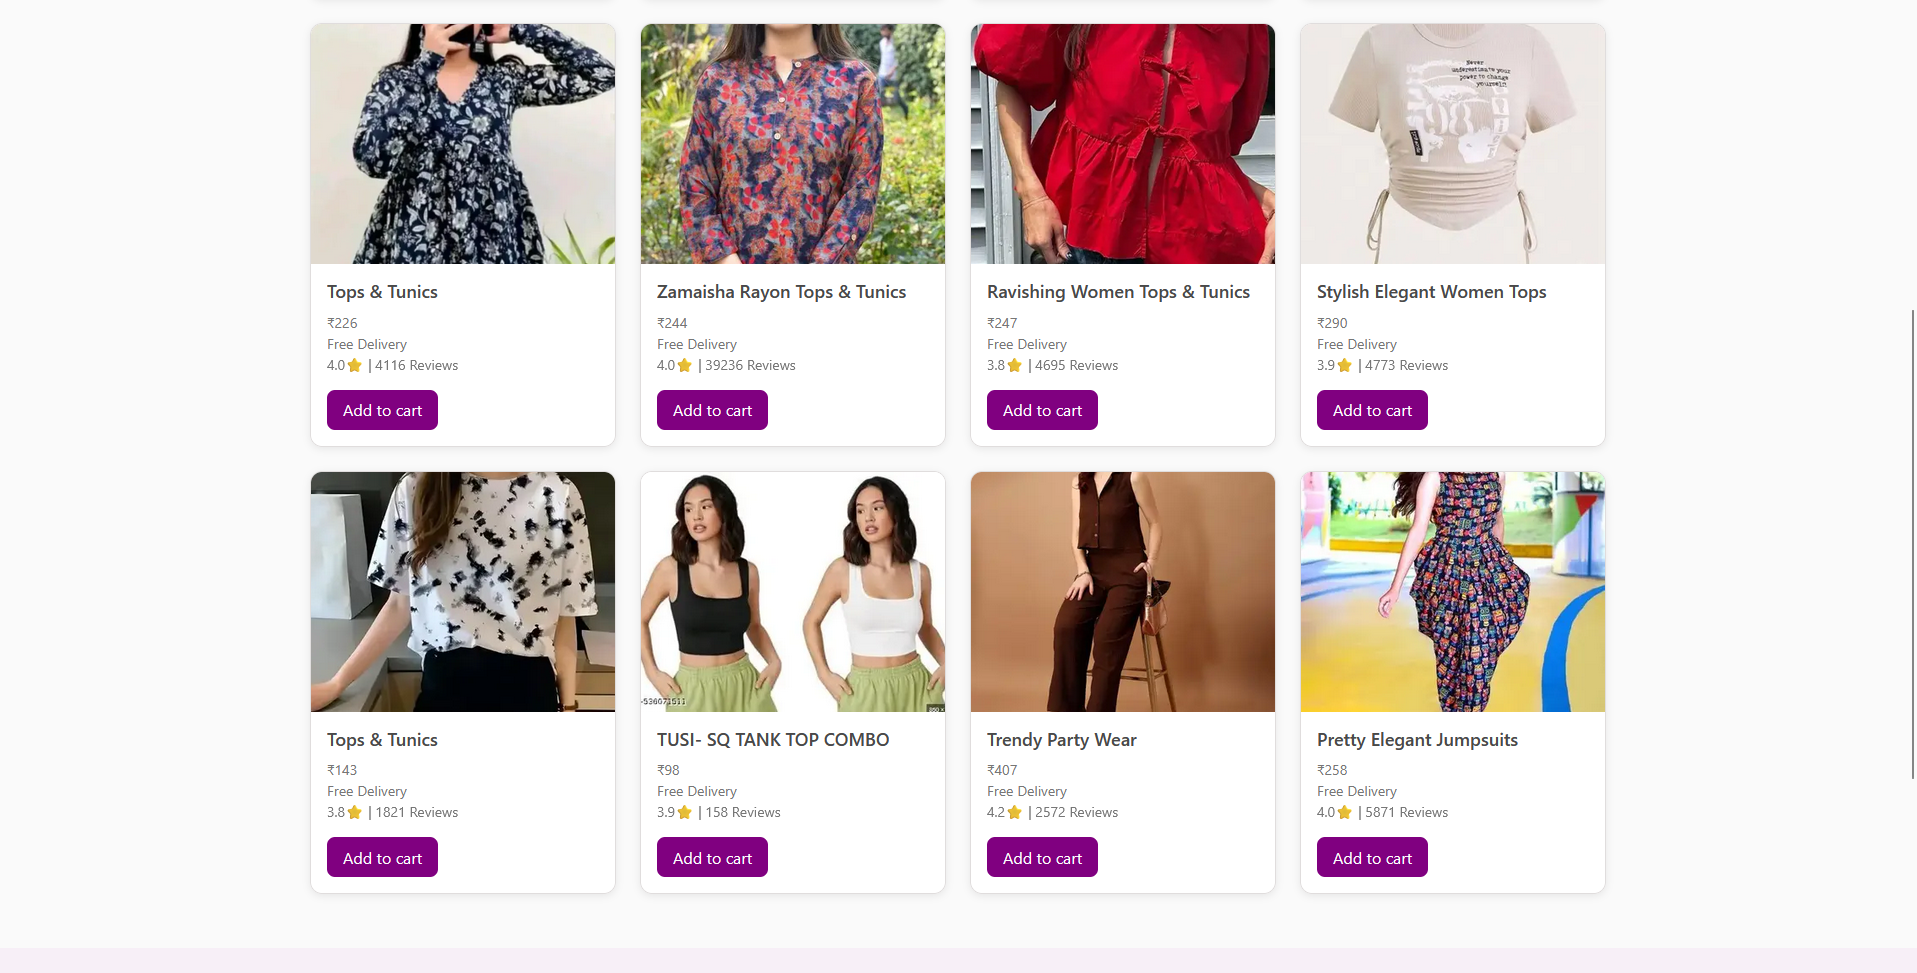 Never
underestimate your
power to change
yourself
98
Tops & Tunics
₹226
Free Delivery
4.0⭐ | 4116 Reviews
Add to cart
Zamaisha Rayon Tops & Tunics
₹244
Free Delivery
4.0⭐ | 39236 Reviews
Add to cart
Ravishing Women Tops & Tunics
₹247
Free Delivery
3.8⭐ | 4695 Reviews
Add to cart
Stylish Elegant Women Tops
₹290
Free Delivery
3.9⭐ | 4773 Reviews
Add to cart
-536071511
Tops & Tunics
₹143
Free Delivery
3.8⭐ | 1821 Reviews
Add to cart
TUSI- SQ TANK TOP COMBO
₹98
Free Delivery
3.9⭐ | 158 Reviews
Add to cart
Trendy Party Wear
₹407
Free Delivery
4.2⭐ | 2572 Reviews
Add to cart
Pretty Elegant Jumpsuits
₹258
Free Delivery
4.0⭐ | 5871 Reviews
Add to cart